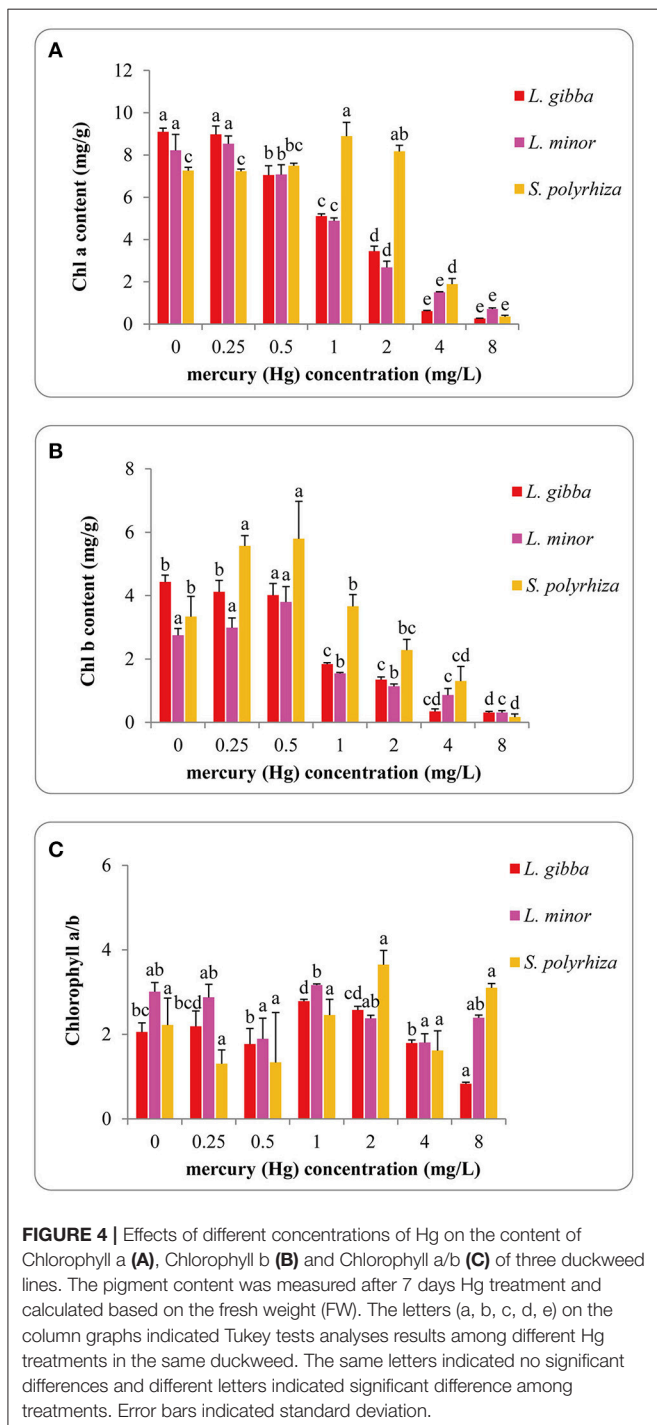 A
12
10
8
6
4
2
0
Chl a content (mg/g)
a a c a a c b b bc c c a d d ab e e d e e e
0 0.25 0.5 1 2 4 8
mercury (Hg) concentration (mg/L)
L. gibba
L. minor
S. polyrhiza
B
8
6
4
2
0
Chl b content (mg/g)
b a b b a a a a a c b b b b bc cd c cd d c d
0 0.25 0.5 1 2 4 8
mercury (Hg) concentration (mg/L)
L. gibba
L. minor
S. polyrhiza
C
6
4
2
0
Chlorophyll a/b
bc ab a bcd ab a a a a d b a cd ab a b a a a ab a
0 0.25 0.5 1 2 4 8
mercury (Hg) concentration (mg/L)
L. gibba
L. minor
S. polyrhiza
FIGURE 4 | Effects of different concentrations of Hg on the content of
Chlorophyll a (A), Chlorophyll b (B) and Chlorophyll a/b (C) of three duckweed
lines. The pigment content was measured after 7 days Hg treatment and
calculated based on the fresh weight (FW). The letters (a, b, c, d, e) on the
column graphs indicated Tukey tests analyses results among different Hg
treatments in the same duckweed. The same letters indicated no significant
differences and different letters indicated significant difference among
treatments. Error bars indicated standard deviation.